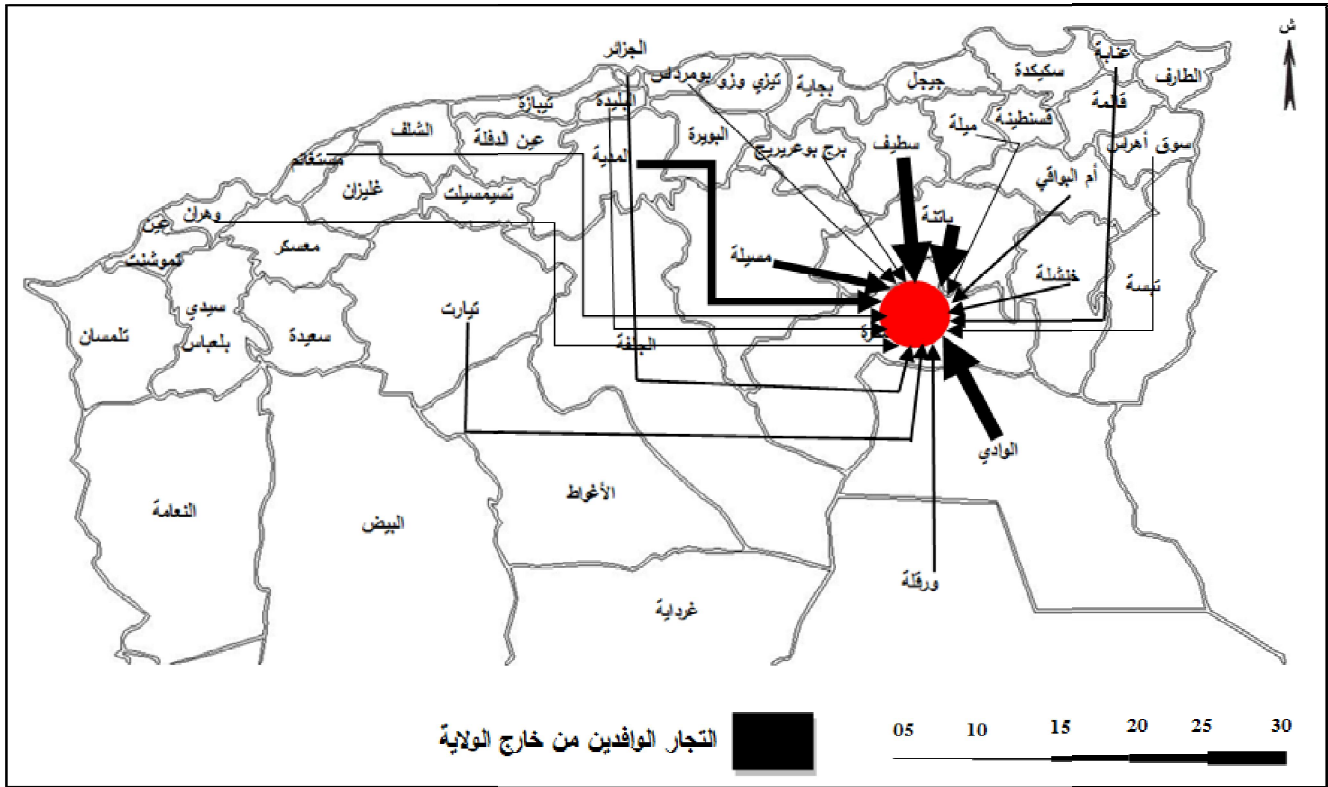 ش
الجزائر
عنابة
الطارف
سكيكدة
جيجل
بجاية
تيزي وزو
بومرداس
البليدة
تيبازة
قالمة
قسنطينة
ميلة
سطيف
برج بوعريريج
البويرة
المدية
عين الدفلة
الشلف
سوق أهراس
أم البواقي
مستغانم
غليزان
تيسمسيلت
باتنة
وهران
عين
تموشنت
معسكر
مسيلة
خنشلة
تبسة
سيدي
بلعباس
تلمسان
سعيدة
تيارت
الجلفة
الوادي
الأغواط
النعامة
البيض
ورقلة
غرداية
التجار الوافدين من خارج الولاية
05 10 15 20 25 30